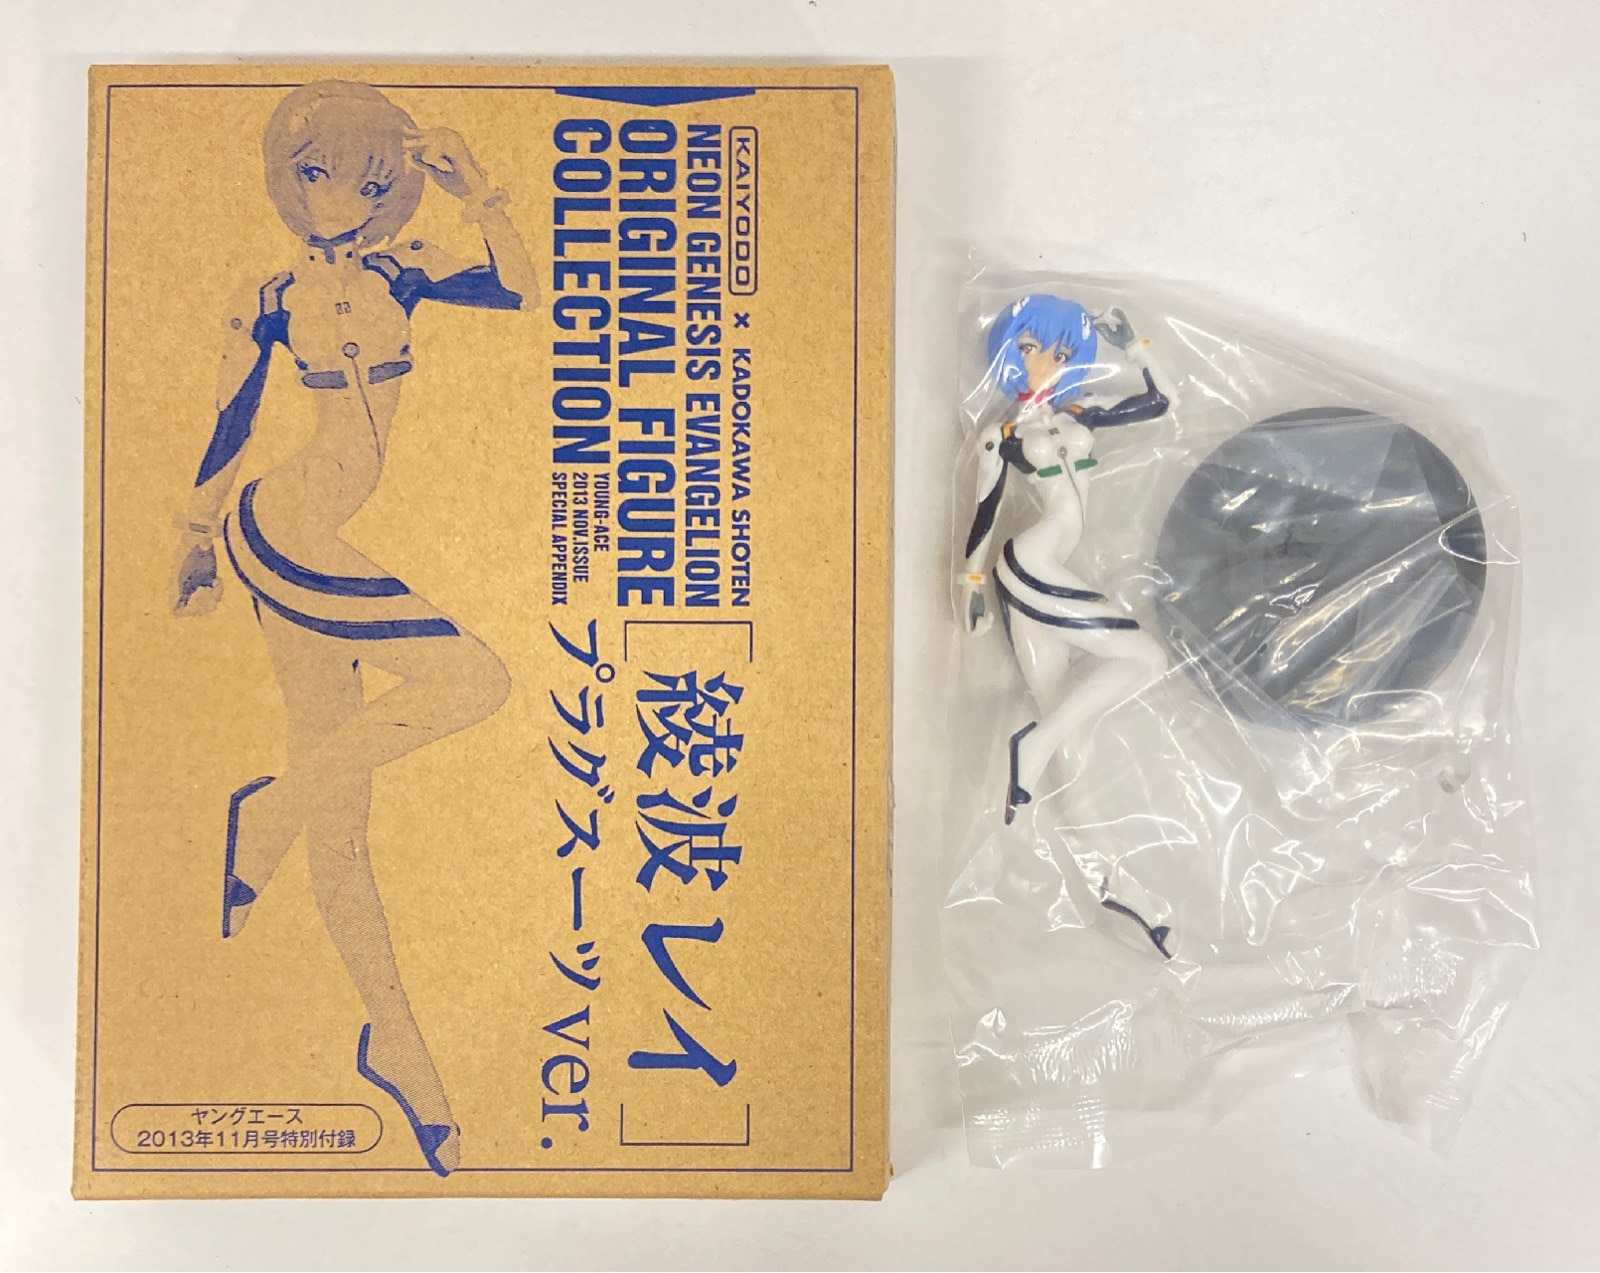 KAIYODO × KADOKAWA SHOTEN
NEON GENESIS EVANGELION
ORIGINAL FIGURE
COLLECTION
YOUNG-ACE
2013 NOV.ISSUE
SPECIAL APPENDIX
[綾波レイ]
プラグスーツver.
ヤングエース
2013年11月号特別付録